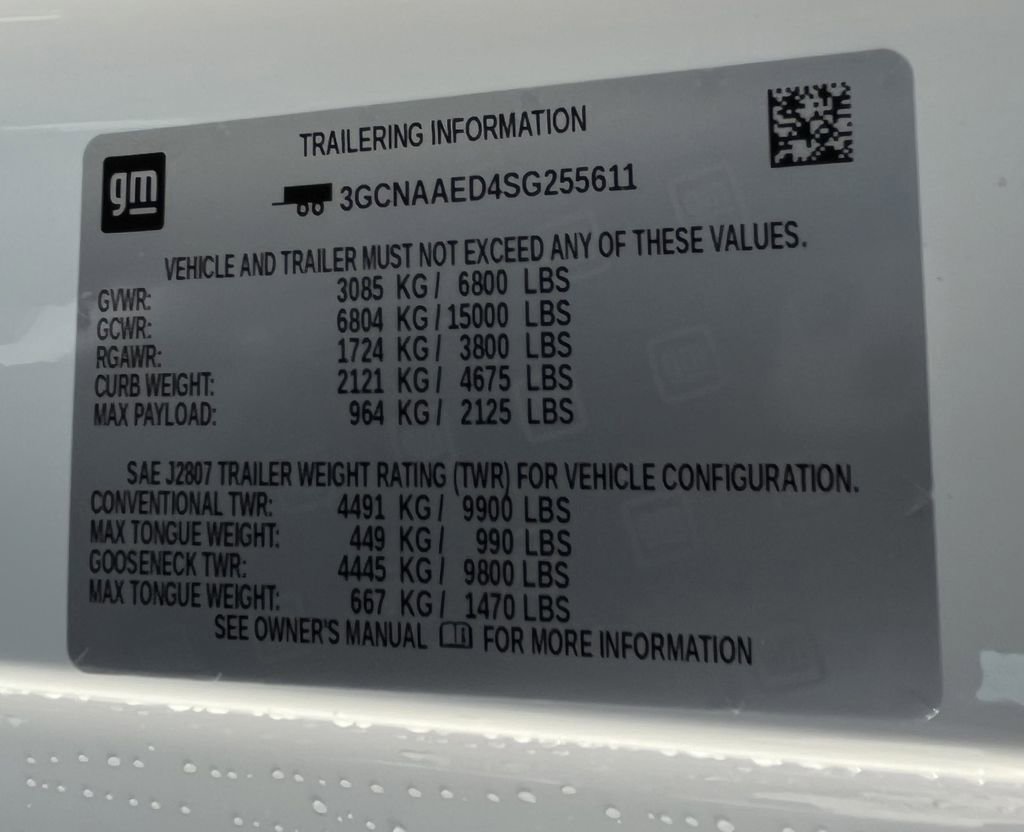 gm
TRAILERING INFORMATION
3GCNAAED4SG255611
VEHICLE AND TRAILER MUST NOT EXCEED ANY OF THESE VALUES.
GVWR: 3085 KG / 6800 LBS
GCWR: 6804 KG / 15000 LBS
RGAWR: 1724 KG / 3800 LBS
CURB WEIGHT: 2121 KG / 4675 LBS
MAX PAYLOAD: 964 KG / 2125 LBS
SAE J2807 TRAILER WEIGHT RATING (TWR) FOR VEHICLE CONFIGURATION.
CONVENTIONAL TWR: 4491 KG / 9900 LBS
MAX TONGUE WEIGHT: 449 KG / 990 LBS
GOOSENECK TWR: 4445 KG / 9800 LBS
MAX TONGUE WEIGHT: 667 KG / 1470 LBS
SEE OWNER'S MANUAL FOR MORE INFORMATION